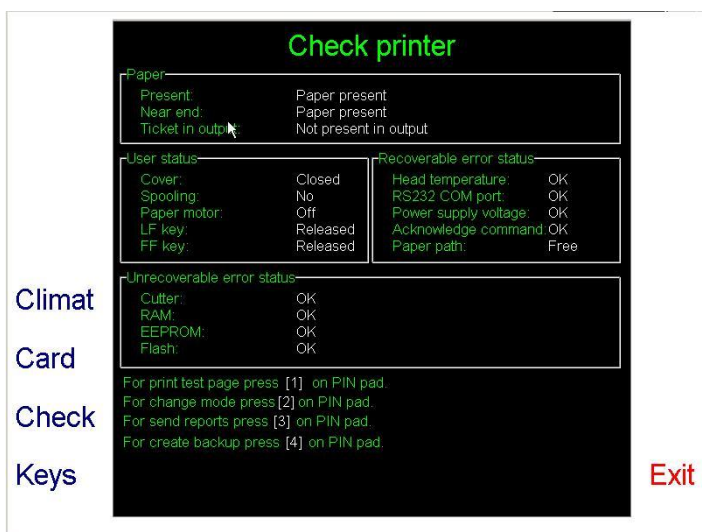 Check printer
Paper
Present: Paper present
Near end: Paper present
Ticket in output: Not present in output
User status
Cover: Closed
Spooling: No
Paper motor: Off
LF key: Released
FF key: Released
Recoverable error status
Head temperature: OK
RS232 COM port: OK
Power supply voltage: OK
Acknowledge command: OK
Paper path: Free
Unrecoverable error status
Cutter: OK
RAM: OK
EEPROM: OK
Flash: OK
For print test page press [1] on PIN pad.
For change mode press [2] on PIN pad.
For send reports press [3] on PIN pad.
For create backup press [4] on PIN pad.
Climat
Card
Check
Keys
Exit